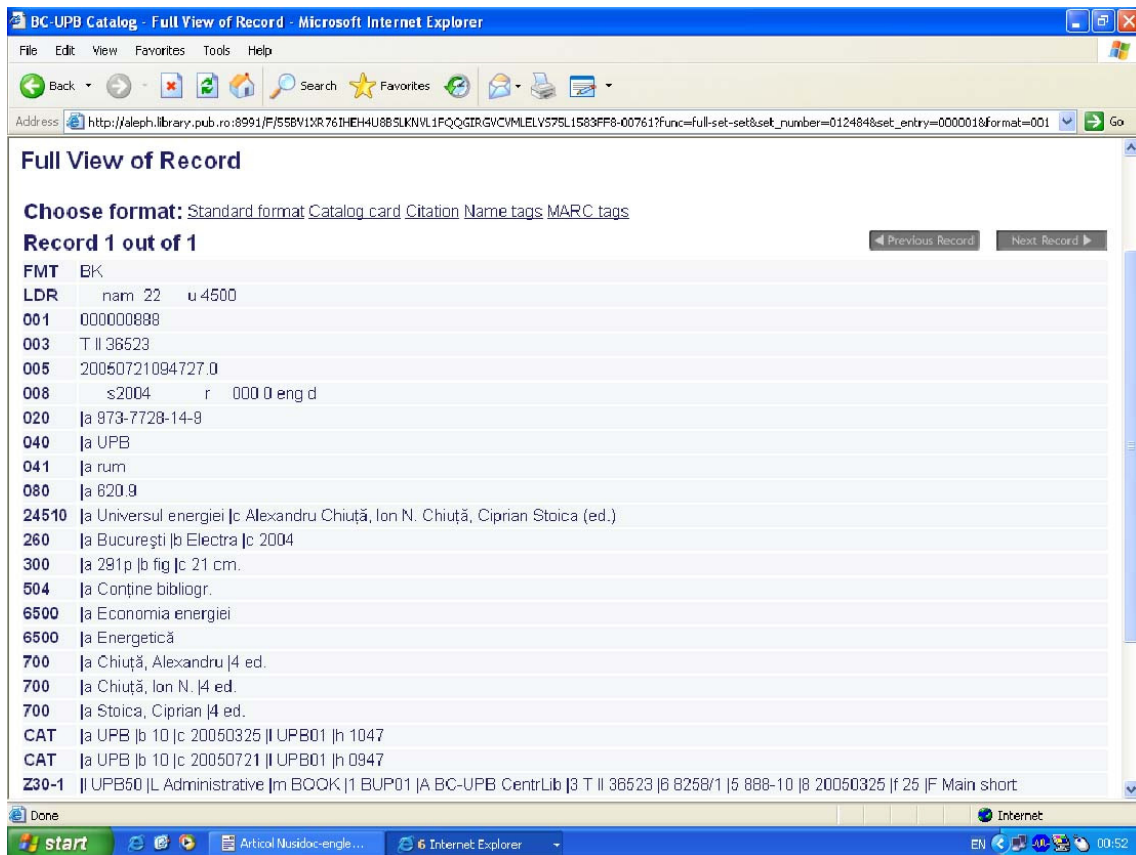 BC-UPB Catalog - Full View of Record - Microsoft Internet Explorer
File Edit View Favorites Tools Help
Back Search Favorites
Address http://aleph.library.pub.ro:8991/F/55BV1XR76IHEH4U8BSLKNVL1FQQGIRGVCVMLELVS75L1583FF8-00761?func=full-set-set&set_number=012484&set_entry=000001&format=001 Go
Full View of Record
Choose format: Standard format Catalog card Citation Name tags MARC tags
Record 1 out of 1 Previous Record Next Record
FMT BK
LDR nam 22 u 4500
001 000000888
003 T II 36523
005 20050721094727.0
008 s2004 r 000 0 eng d
020 |a 973-7728-14-9
040 |a UPB
041 |a rum
080 |a 620.9
24510 |a Universul energiei |c Alexandru Chiuță, Ion N. Chiuță, Ciprian Stoica (ed.)
260 |a Bucureşti |b Electra |c 2004
300 |a 291p |b fig |c 21 cm.
504 |a Conține bibliogr.
6500 |a Economia energiei
6500 |a Energetică
700 |a Chiuță, Alexandru |4 ed.
700 |a Chiuță, Ion N. |4 ed.
700 |a Stoica, Ciprian |4 ed.
CAT |a UPB |b 10 |c 20050325 |l UPB01 |h 1047
CAT |a UPB |b 10 |c 20050721 |l UPB01 |h 0947
Z30-1 |l UPB50 |L Administrative |m BOOK |1 BUP01 |A BC-UPB CentrLib |3 T II 36523 |6 8258/1 |5 888-10 |8 20050325 |f 25 |F Main short
Done Internet
start Articol Nusidoc-engle... 6 Internet Explorer EN 00:52